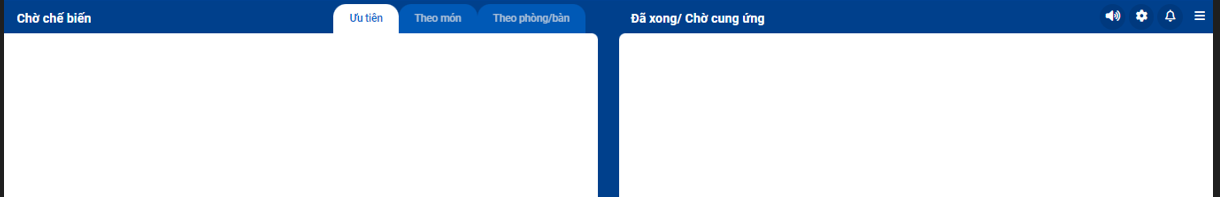 Chờ chế biến
Ưu tiên
Theo món
Theo phòng/bàn
Đã xong/ Chờ cung ứng